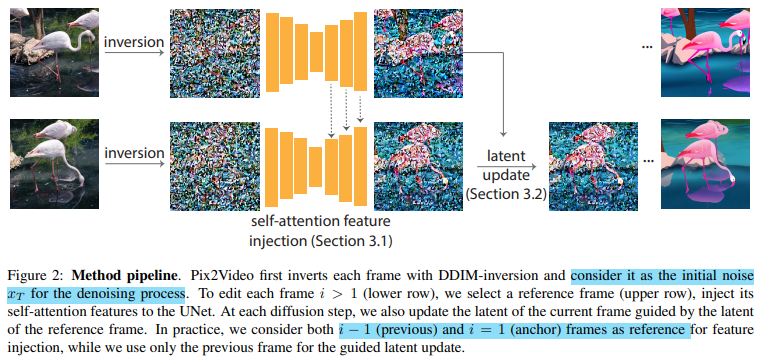 inversion
...
inversion
latent
update
(Section 3.2)
...
self-attention feature
injection (Section 3.1)
Figure 2: Method pipeline. Pix2Video first inverts each frame with DDIM-inversion and consider it as the initial noise
x_T for the denoising process. To edit each frame i > 1 (lower row), we select a reference frame (upper row), inject its
self-attention features to the UNet. At each diffusion step, we also update the latent of the current frame guided by the latent
of the reference frame. In practice, we consider both i − 1 (previous) and i = 1 (anchor) frames as reference for feature
injection, while we use only the previous frame for the guided latent update.